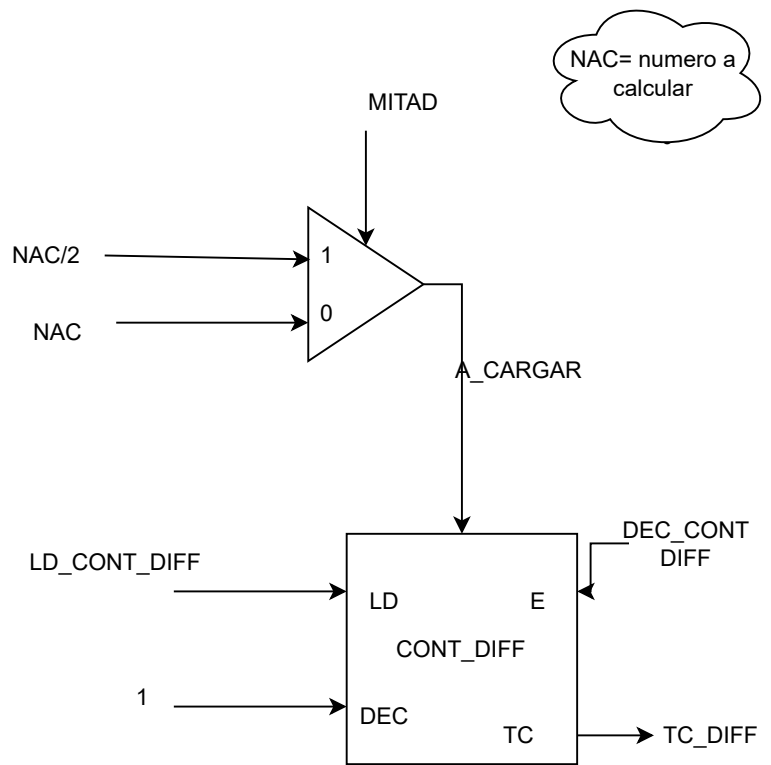 NAC= numero a
calcular
MITAD
NAC/2
1
0
NAC
A_CARGAR
DEC_CONT
DIFF
LD_CONT_DIFF
LD
E
CONT_DIFF
1
DEC
TC
TC_DIFF